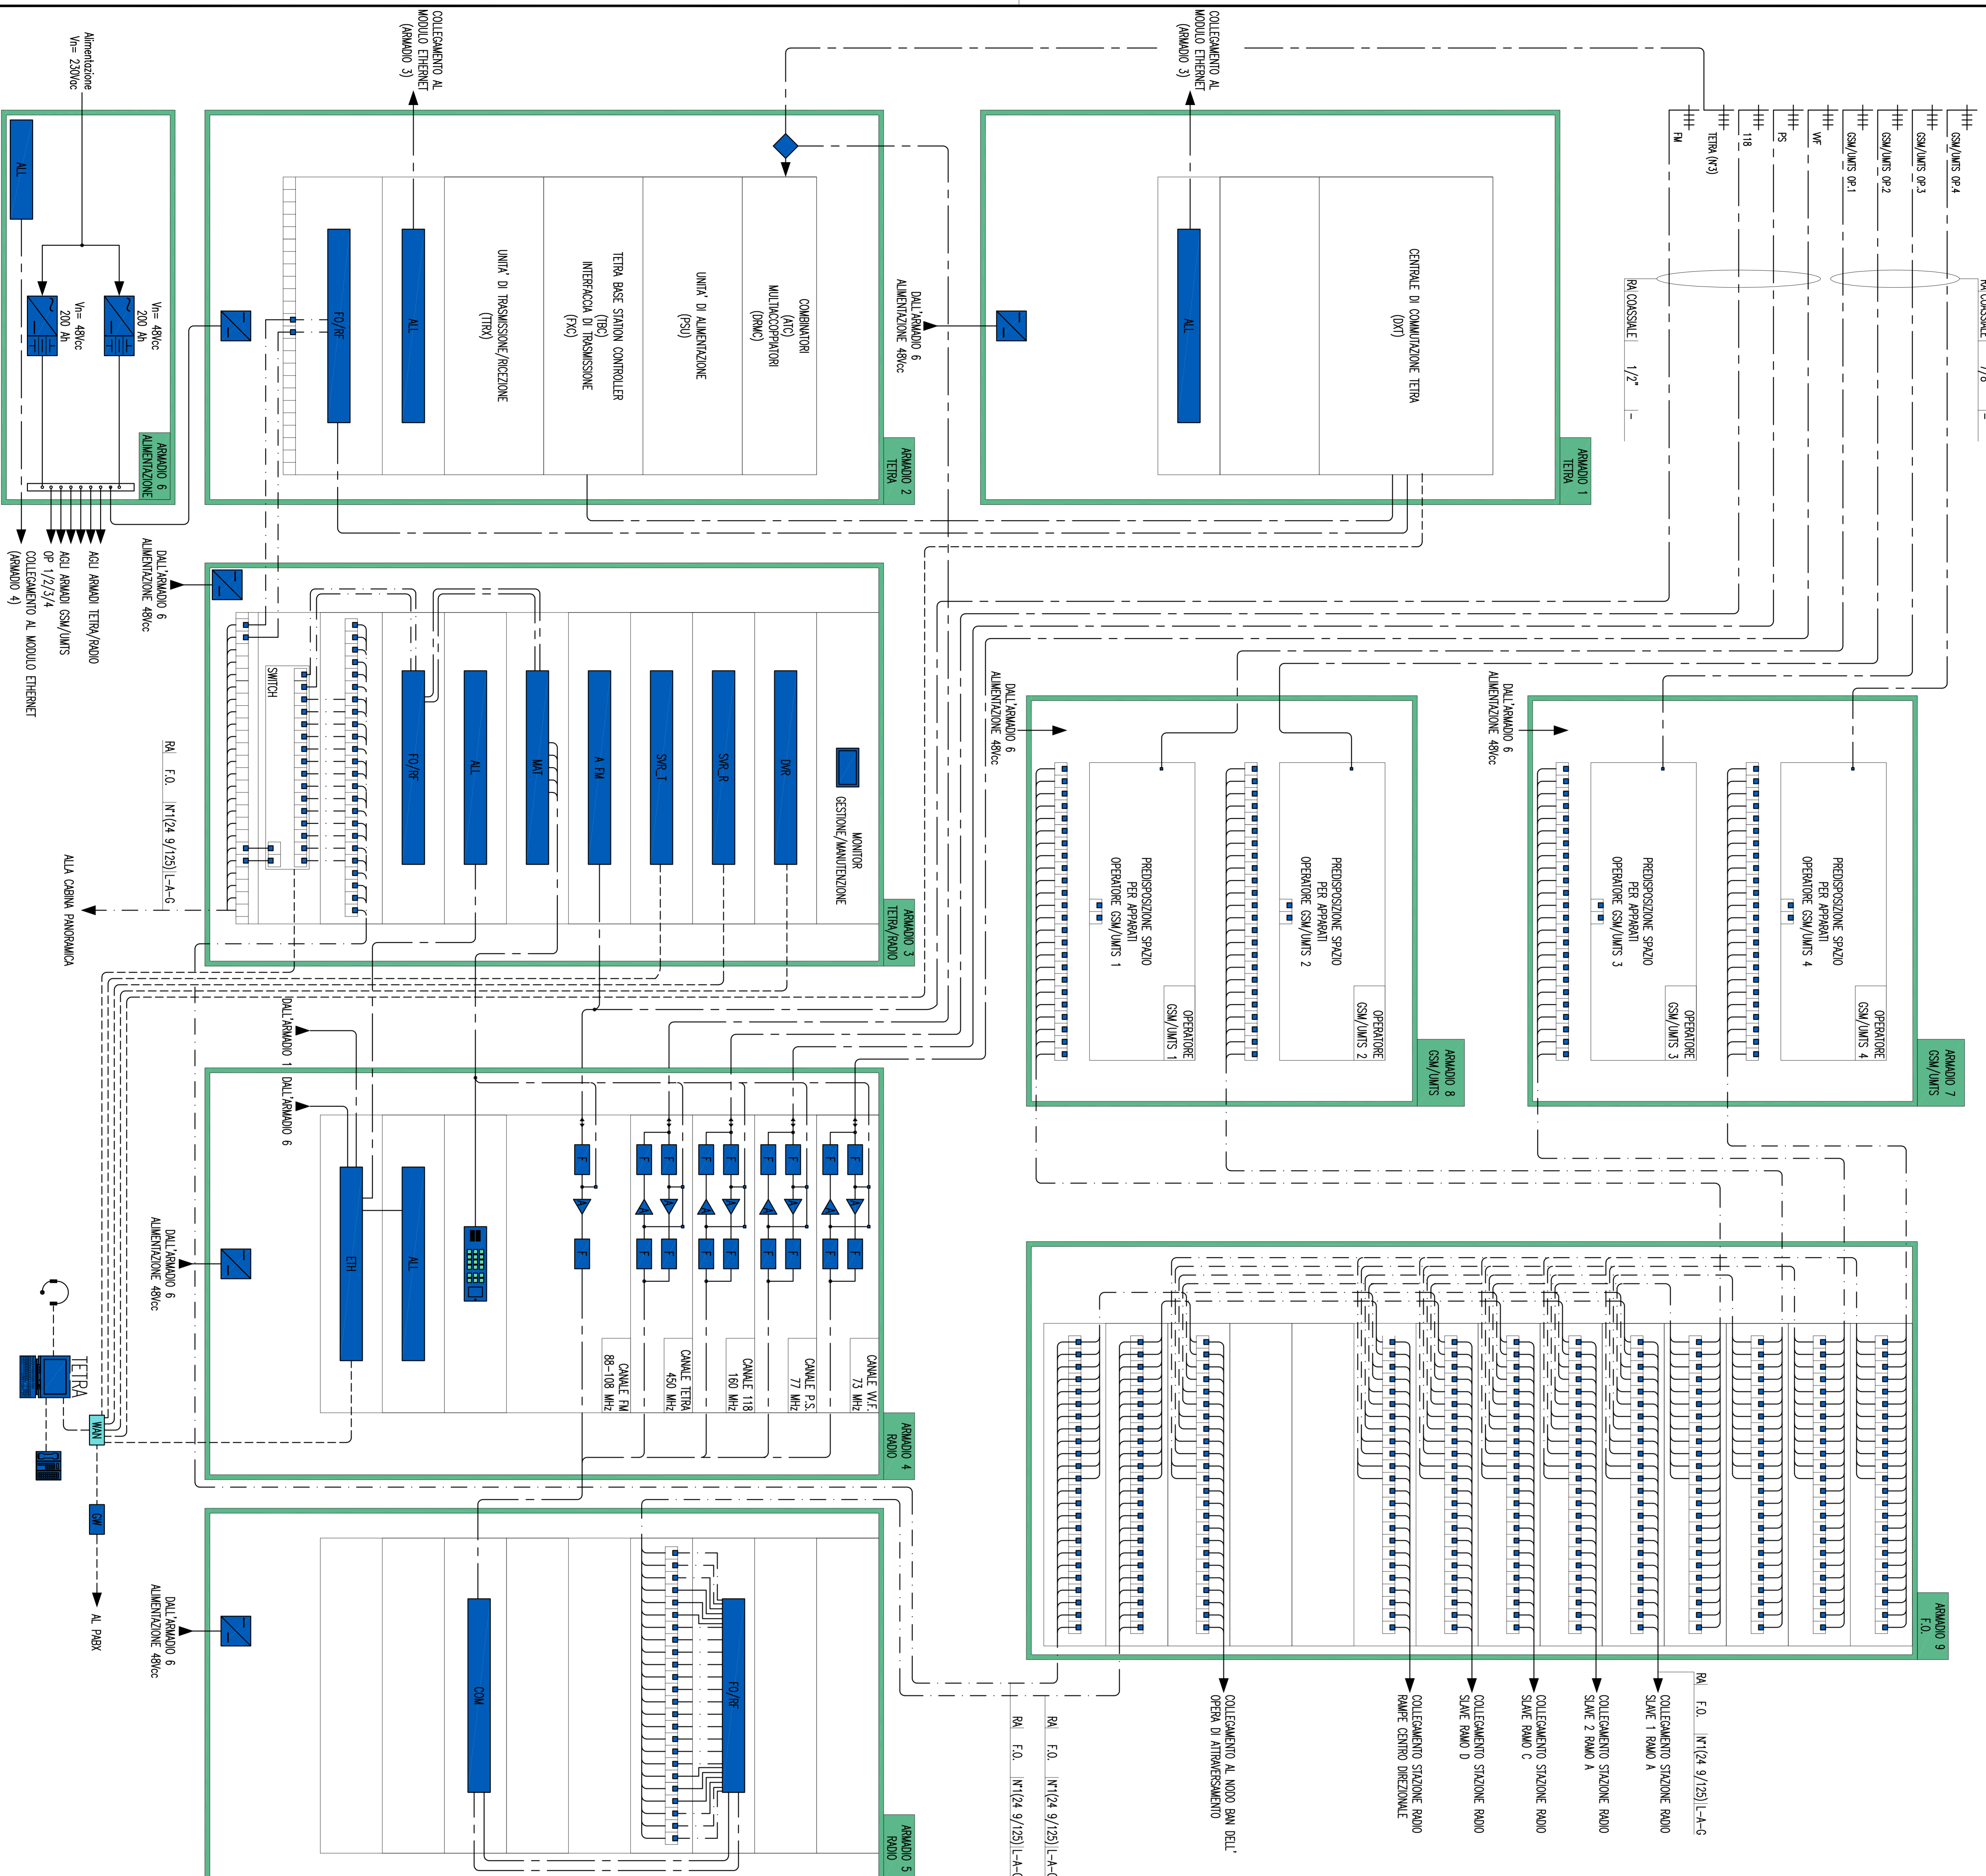 GSM/UMTS OP.4
GSM/UMTS OP.3
GSM/UMTS OP.2
GSM/UMTS OP.1
VVF
PS
118
TETRA (N°3)
FM
RA COASSIALE 7/8" -
RA COASSIALE 1/2" -
COLLEGAMENTO AL
MODULO ETHERNET
(ARMADIO 3)
ARMADIO 1
TETRA
CENTRALE DI COMMUTAZIONE TETRA
(DXT)
ALL
DALL'ARMADIO 6
ALIMENTAZIONE 48Vcc
COLLEGAMENTO AL
MODULO ETHERNET
(ARMADIO 3)
ARMADIO 2
TETRA
COMBINATORI
(ATC)
MULTIACCOPPIATORI
(DRMC)
UNITA' DI ALIMENTAZIONE
(PSU)
TETRA BASE STATION CONTROLLER
(TBC)
INTERFACCIA DI TRASMISSIONE
(FXC)
UNITA' DI TRASMISSIONE/RICEZIONE
(TTRX)
ALL
FO/RF
Alimentazione
Vn= 230Vac
ARMADIO 6
ALIMENTAZIONE
ALL
Vn= 48Vcc
200 Ah
Vn= 48Vcc
200 Ah
AGLI ARMADI TETRA/RADIO
AGLI ARMADI GSM/UMTS
OP 1/2/3/4
COLLEGAMENTO AL MODULO ETHERNET
(ARMADIO 4)
ARMADIO 7
GSM/UMTS
OPERATORE
GSM/UMTS 4
PREDISPOSIZIONE SPAZIO
PER APPARATI
OPERATORE GSM/UMTS 4
OPERATORE
GSM/UMTS 3
PREDISPOSIZIONE SPAZIO
PER APPARATI
OPERATORE GSM/UMTS 3
DALL'ARMADIO 6
ALIMENTAZIONE 48Vcc
ARMADIO 8
GSM/UMTS
OPERATORE
GSM/UMTS 2
PREDISPOSIZIONE SPAZIO
PER APPARATI
OPERATORE GSM/UMTS 2
OPERATORE
GSM/UMTS 1
PREDISPOSIZIONE SPAZIO
PER APPARATI
OPERATORE GSM/UMTS 1
DALL'ARMADIO 6
ALIMENTAZIONE 48Vcc
ARMADIO 3
TETRA/RADIO
MONITOR
GESTIONE/MANUTENZIONE
DVR
SVR_R
SVR_T
A FM
MAT
ALL
FO/RF
SWITCH
DALL'ARMADIO 6
ALIMENTAZIONE 48Vcc
RA F.O. N°1(24 9/125) L-A-G
ALLA CABINA PANORAMICA
ARMADIO 4
RADIO
CANALE VV.F.
73 MHz
CANALE P.S.
77 MHz
CANALE 118
160 MHz
CANALE TETRA
450 MHz
CANALE FM
88-108 MHz
F A F
F A F
F A F
F A F
F A F
F A F
F A F
F A F
F A F
ALL
ETH
DALL'ARMADIO 1
DALL'ARMADIO 6
DALL'ARMADIO 6
ALIMENTAZIONE 48Vcc
TETRA
WAN
GW
AL PABX
ARMADIO 5
RADIO
FO/RF
COM
DALL'ARMADIO 6
ALIMENTAZIONE 48Vcc
ARMADIO 9
F.O.
RA F.O. N°1(24 9/125) L-A-G
COLLEGAMENTO STAZIONE RADIO
SLAVE 1 RAMO A
COLLEGAMENTO STAZIONE RADIO
SLAVE 2 RAMO A
COLLEGAMENTO STAZIONE RADIO
SLAVE RAMO C
COLLEGAMENTO STAZIONE RADIO
SLAVE RAMO D
COLLEGAMENTO STAZIONE RADIO
RAMPE CENTRO DIREZIONALE
COLLEGAMENTO AL NODO BAN DELL'
OPERA DI ATTRAVERSAMENTO
RA F.O. N°1(24 9/125) L-A-G
RA F.O. N°1(24 9/125) L-A-G